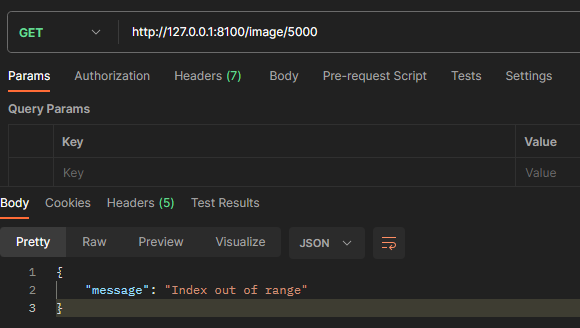 GET http://127.0.0.1:8100/image/5000
Params Authorization Headers (7) Body Pre-request Script Tests Settings
Query Params
Key Value
Key Value
Body Cookies Headers (5) Test Results
Pretty Raw Preview Visualize JSON
1 {
2 "message": "Index out of range"
3 }